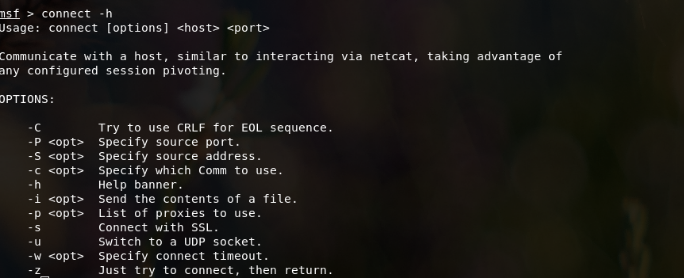 msf > connect -h
Usage: connect [options] <host> <port>
Communicate with a host, similar to interacting via netcat, taking advantage of
any configured session pivoting.
OPTIONS:
-C Try to use CRLF for EOL sequence.
-P <opt> Specify source port.
-S <opt> Specify source address.
-c <opt> Specify which Comm to use.
-h Help banner.
-i <opt> Send the contents of a file.
-p <opt> List of proxies to use.
-s Connect with SSL.
-u Switch to a UDP socket.
-w <opt> Specify connect timeout.
-z Just try to connect, then return.